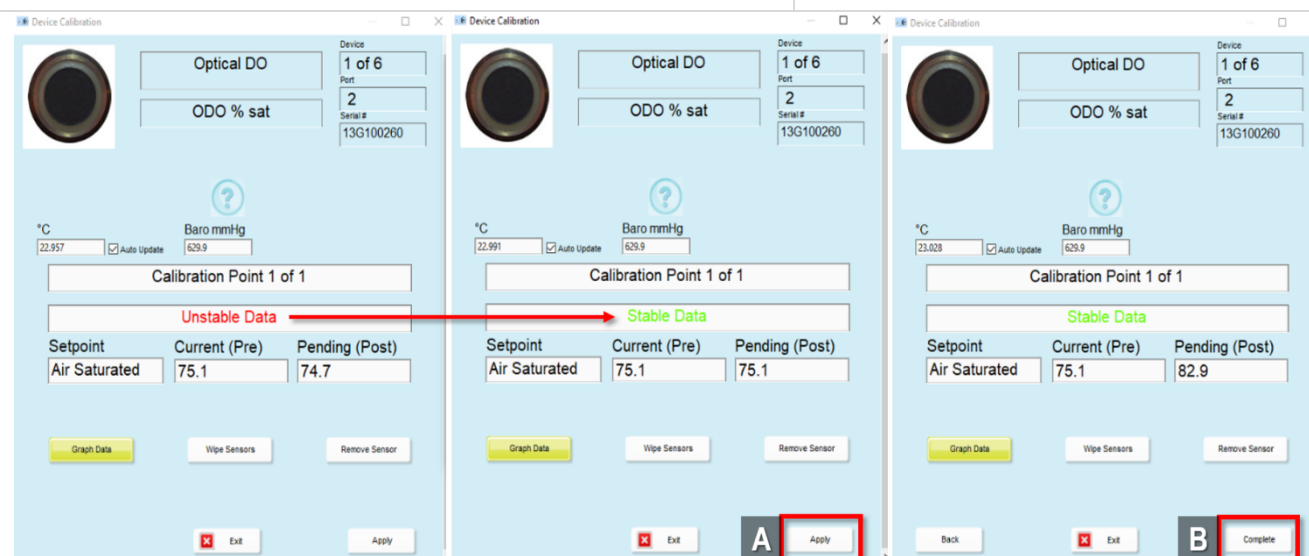 Device Calibration
Optical DO
ODO % sat
Device
1 of 6
Port
2
Serial #
13G100260
?
°C
22.957
Auto Update
Baro mmHg
629.9
Calibration Point 1 of 1
Unstable Data
Setpoint
Current (Pre)
Pending (Post)
Air Saturated
75.1
74.7
Graph Data
Wipe Sensors
Remove Sensor
Exit
Apply
Device Calibration
Optical DO
ODO % sat
Device
1 of 6
Port
2
Serial #
13G100260
?
°C
22.991
Auto Update
Baro mmHg
629.9
Calibration Point 1 of 1
Stable Data
Setpoint
Current (Pre)
Pending (Post)
Air Saturated
75.1
75.1
Graph Data
Wipe Sensors
Remove Sensor
Exit
A
Apply
Device Calibration
Optical DO
ODO % sat
Device
1 of 6
Port
2
Serial #
13G100260
?
°C
23.028
Auto Update
Baro mmHg
629.9
Calibration Point 1 of 1
Stable Data
Setpoint
Current (Pre)
Pending (Post)
Air Saturated
75.1
82.9
Graph Data
Wipe Sensors
Remove Sensor
Back
Exit
B
Complete